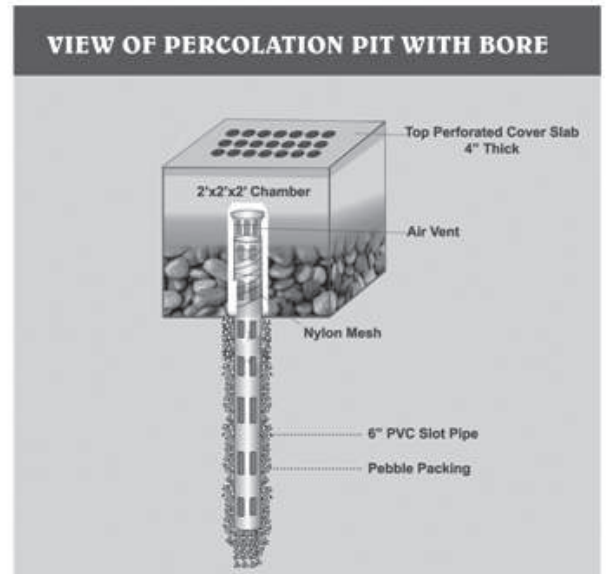 VIEW OF PERCOLATION PIT WITH BORE
Top Perforated Cover Slab
4" Thick
2'x2'x2' Chamber
Air Vent
Nylon Mesh
6" PVC Slot Pipe
Pebble Packing